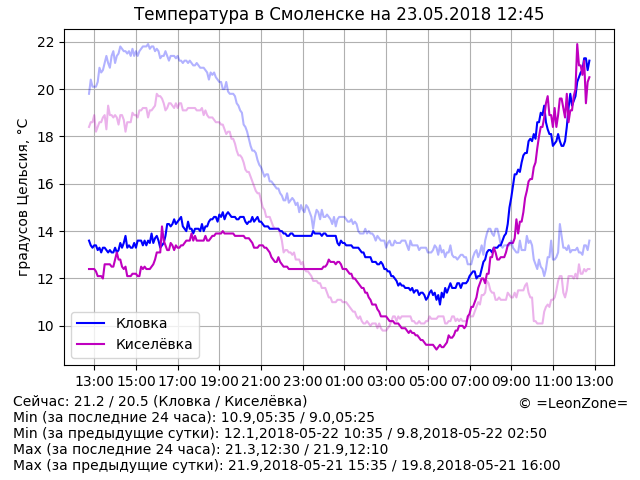 Температура в Смоленске на 23.05.2018 12:45
градусов Цельсия, °C
22
20
18
16
14
12
10
Кловка
Киселёвка
13:00 15:00 17:00 19:00 21:00 23:00 01:00 03:00 05:00 07:00 09:00 11:00 13:00
Сейчас: 21.2 / 20.5 (Кловка / Киселёвка)
© =LeonZone=
Min (за последние 24 часа): 10.9,05:35 / 9.0,05:25
Min (за предыдущие сутки): 12.1,2018-05-22 10:35 / 9.8,2018-05-22 02:50
Max (за последние 24 часа): 21.3,12:30 / 21.9,12:10
Max (за предыдущие сутки): 21.9,2018-05-21 15:35 / 19.8,2018-05-21 16:00